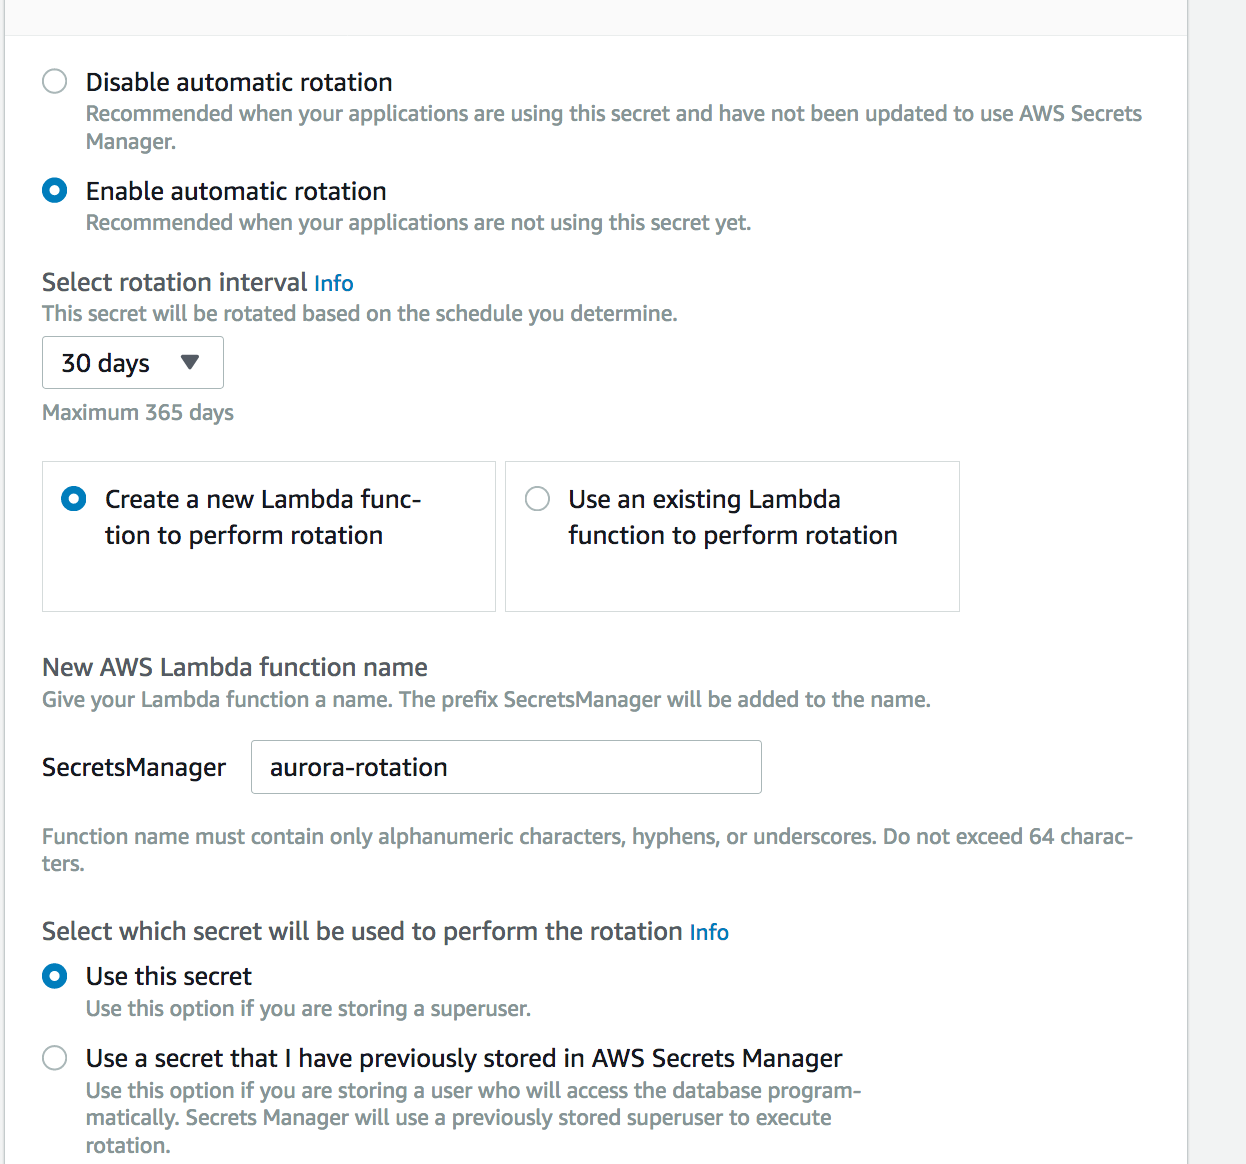 Disable automatic rotation
Recommended when your applications are using this secret and have not been updated to use AWS Secrets
Manager.
Enable automatic rotation
Recommended when your applications are not using this secret yet.
Select rotation interval Info
This secret will be rotated based on the schedule you determine.
30 days
Maximum 365 days
Create a new Lambda func-
tion to perform rotation
Use an existing Lambda
function to perform rotation
New AWS Lambda function name
Give your Lambda function a name. The prefix SecretsManager will be added to the name.
SecretsManager aurora-rotation
Function name must contain only alphanumeric characters, hyphens, or underscores. Do not exceed 64 charac-
ters.
Select which secret will be used to perform the rotation Info
Use this secret
Use this option if you are storing a superuser.
Use a secret that I have previously stored in AWS Secrets Manager
Use this option if you are storing a user who will access the database program-
matically. Secrets Manager will use a previously stored superuser to execute
rotation.